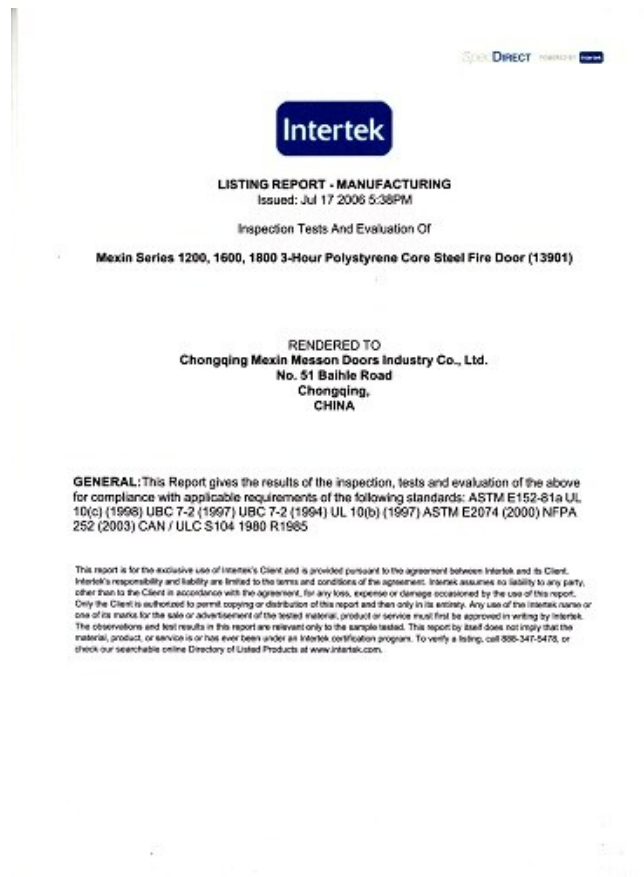 SpecDIRECT POWERED BY Intertek
Intertek
LISTING REPORT - MANUFACTURING
Issued: Jul 17 2006 5:38PM
Inspection Tests And Evaluation Of
Mexin Series 1200, 1600, 1800 3-Hour Polystyrene Core Steel Fire Door (13901)
RENDERED TO
Chongqing Mexin Messon Doors Industry Co., Ltd.
No. 51 Baihle Road
Chongqing,
CHINA
GENERAL:This Report gives the results of the inspection, tests and evaluation of the above
for compliance with applicable requirements of the following standards: ASTM E152-81a UL
10(c) (1998) UBC 7-2 (1997) UBC 7-2 (1994) UL 10(b) (1997) ASTM E2074 (2000) NFPA
252 (2003) CAN / ULC S104 1980 R1985
This report is for the exclusive use of Intertek's Client and is provided pursuant to the agreement between Intertek and its Client.
Intertek's responsibility and liability are limited to the terms and conditions of the agreement. Intertek assumes no liability to any party,
other than to the Client in accordance with the agreement, for any loss, expense or damage occasioned by the use of this report.
Only the Client is authorized to permit copying or distribution of this report and then only in its entirety. Any use of the Intertek name or
one of its marks for the sale or advertisement of the tested material, product or service must first be approved in writing by Intertek.
The observations and test results in this report are relevant only to the sample tested. This report by itself does not imply that the
material, product, or service is or has ever been under an Intertek certification program. To verify a listing, call 888-347-5478, or
check our searchable online Directory of Listed Products at www.intertek.com.